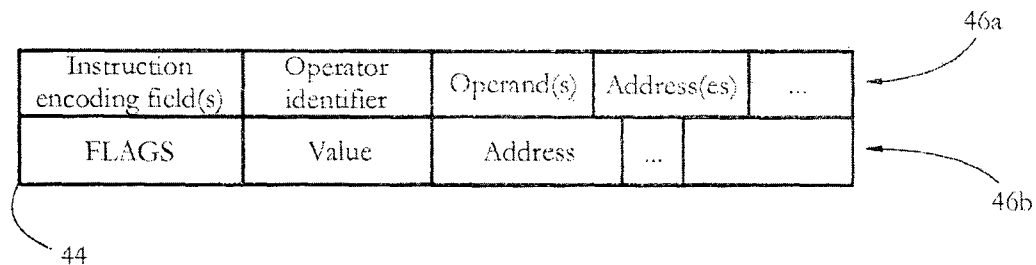 46a
Instruction
encoding field(s)
Operator
identifier
Operand(s)
Address(es)
...
FLAGS
Value
Address
...
46b
44